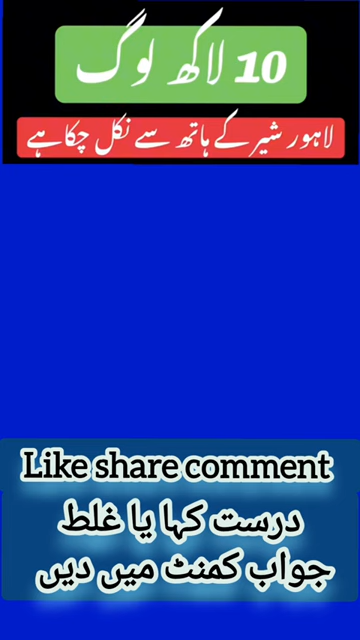 10 لاکھ لوگ
لاہور شیر کے ہاتھ سے نکل چکا ہے
Like share comment
درست کہا یا غلط
جواب کمنٹ میں دیں